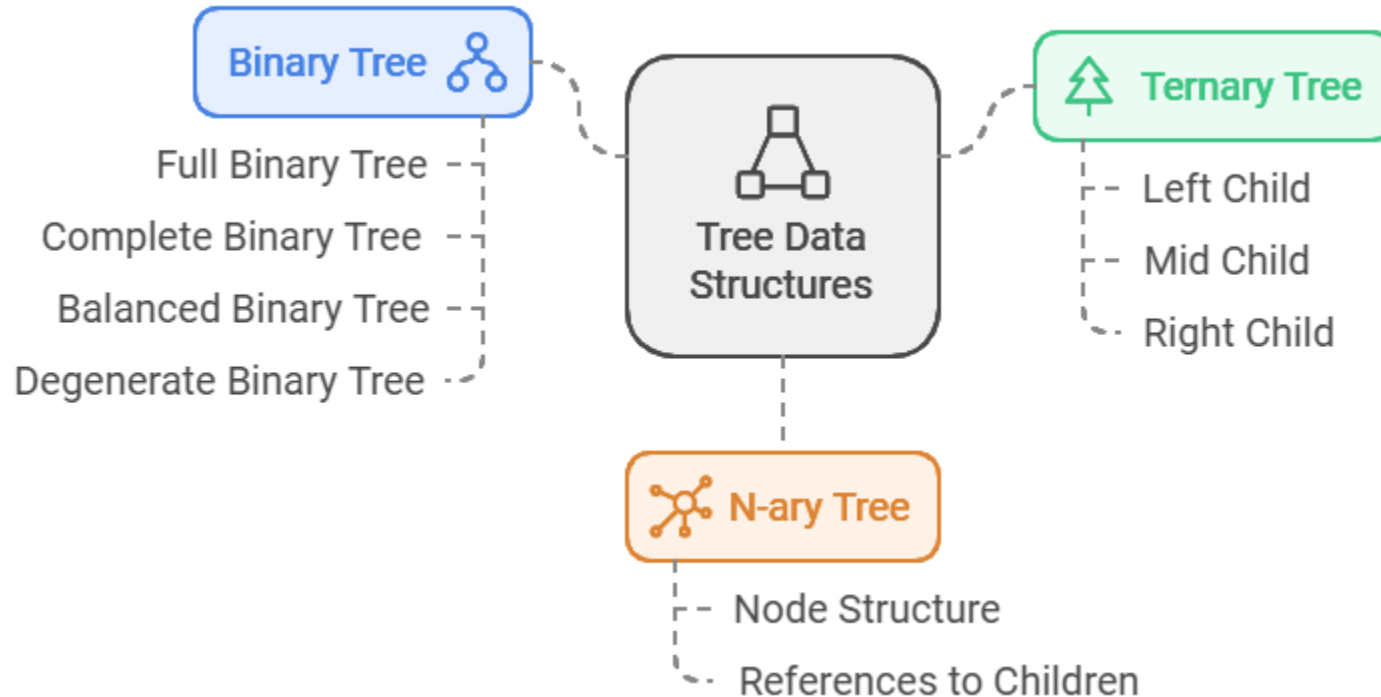 Binary Tree
Full Binary Tree
Complete Binary Tree
Balanced Binary Tree
Degenerate Binary Tree
Tree Data
Structures
Ternary Tree
Left Child
Mid Child
Right Child
N-ary Tree
Node Structure
References to Children